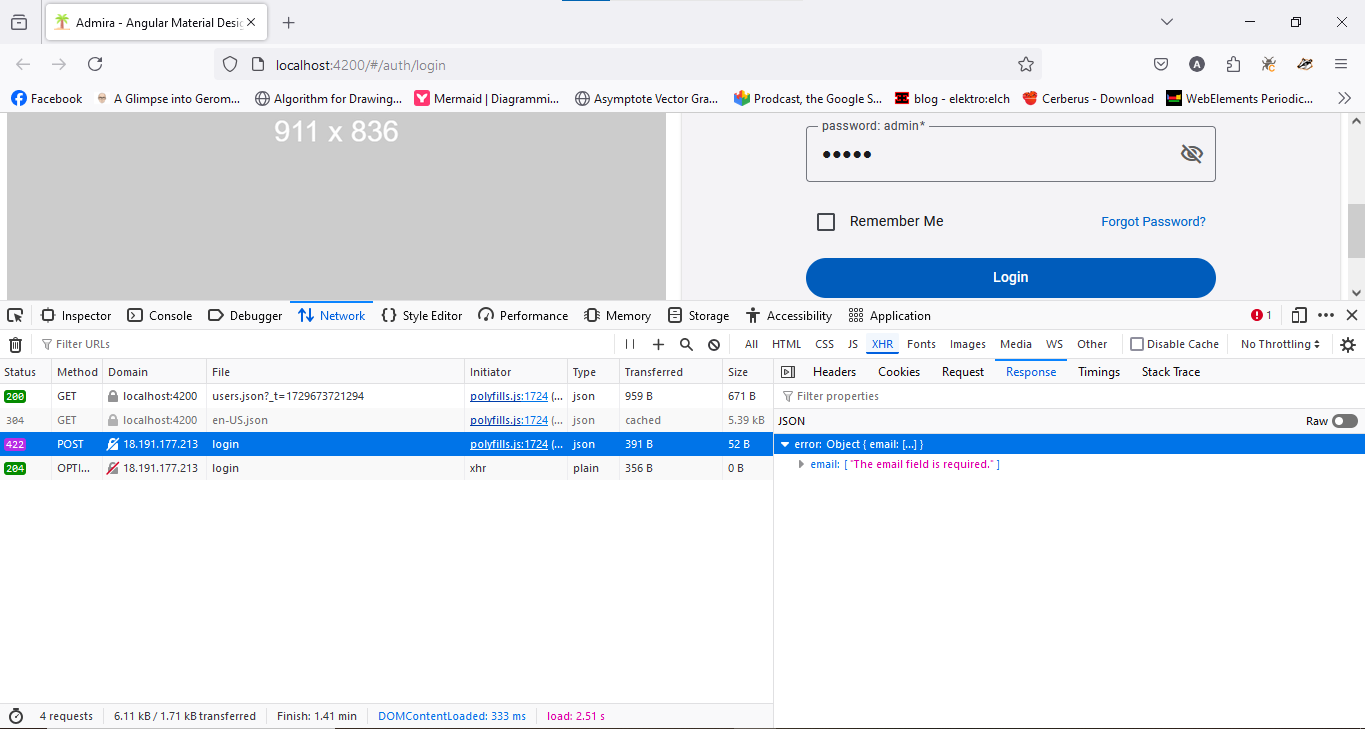 Admira - Angular Material Desig
localhost:4200/#/auth/login
A
Facebook
A Glimpse into Gerom...
Algorithm for Drawing...
Mermaid | Diagrammi...
Asymptote Vector Gra...
Prodcast, the Google S...
blog - elektro:elch
Cerberus - Download
WebElements Periodic...
911 x 836
password: admin*
●●●●●
Remember Me
Forgot Password?
Login
Inspector
Console
Debugger
Network
Style Editor
Performance
Memory
Storage
Accessibility
Application
1
Filter URLs
All
HTML
CSS
JS
XHR
Fonts
Images
Media
WS
Other
Disable Cache
No Throttling
Status Method Domain File Initiator Type Transferred Size
200 GET localhost:4200 users.json?_t=1729673721294 polyfills.js:1724 (... json 959 B 671 B
304 GET localhost:4200 en-US.json polyfills.js:1724 (... json cached 5.39 kB
422 POST 18.191.177.213 login polyfills.js:1724 (... json 391 B 52 B
204 OPTI... 18.191.177.213 login xhr plain 356 B 0 B
Headers
Cookies
Request
Response
Timings
Stack Trace
Filter properties
JSON
Raw
error: Object { email: [...] }
email: [ "The email field is required." ]
4 requests
6.11 kB / 1.71 kB transferred
Finish: 1.41 min
DOMContentLoaded: 333 ms
load: 2.51 s